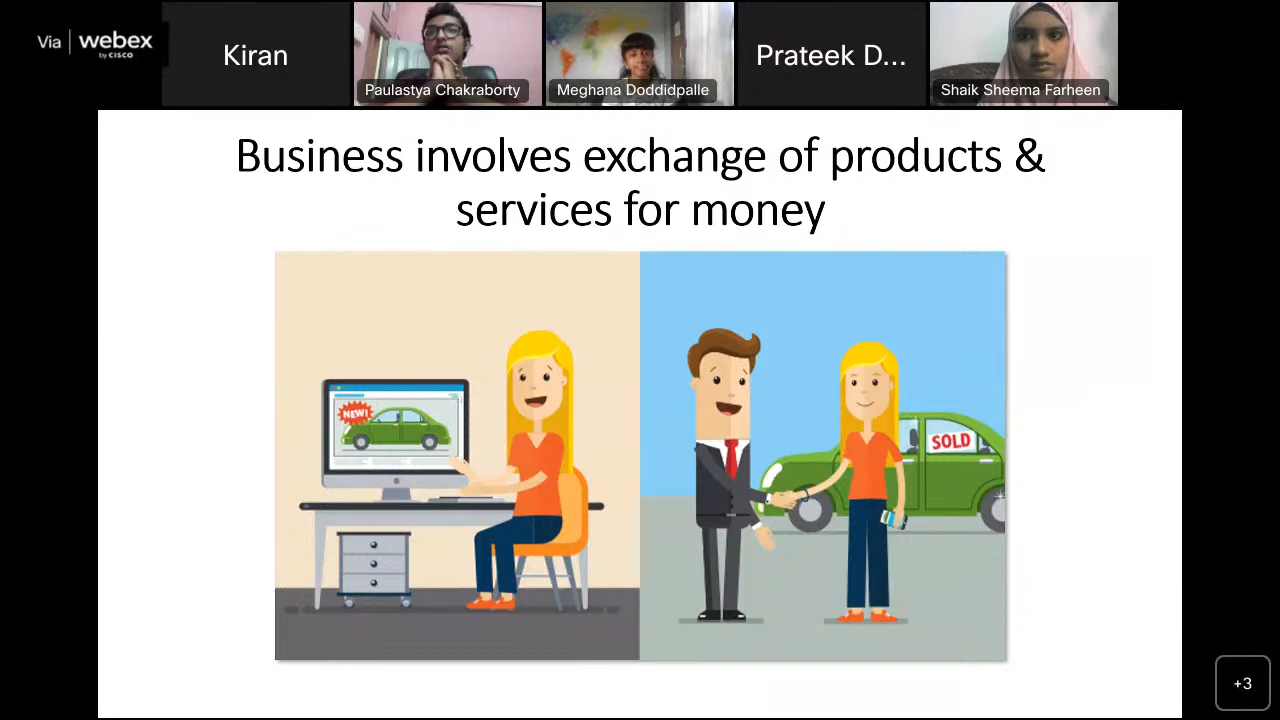 Via | webex
by CISCO
Kiran
Paulastya Chakraborty
Meghana Doddidpalle
Prateek D...
Shaik Sheema Farheen
Business involves exchange of products &
services for money
NEW!
SOLD
+3